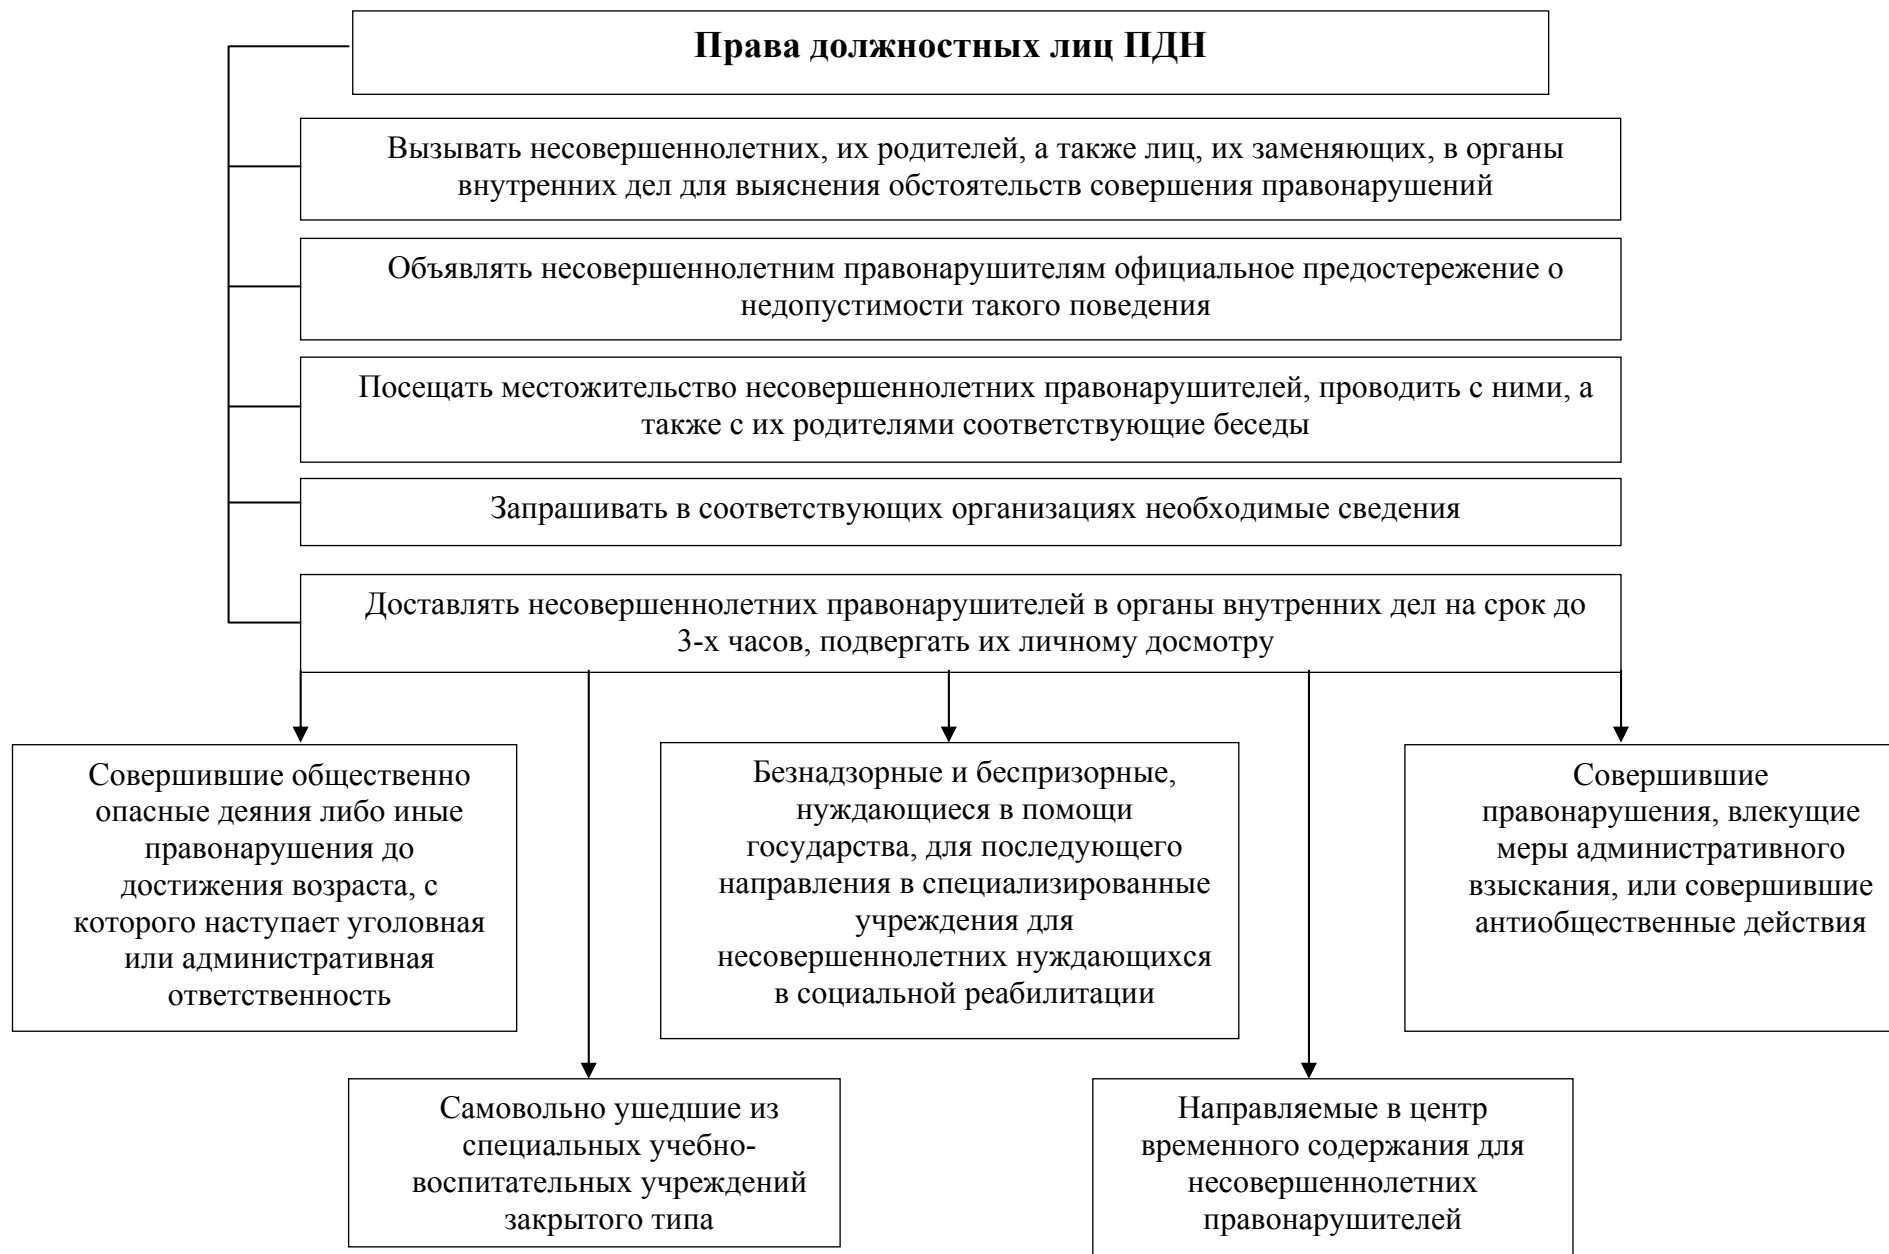 Права должностных лиц ПДН
Вызывать несовершеннолетних, их родителей, а также лиц, их заменяющих, в органы
внутренних дел для выяснения обстоятельств совершения правонарушений
Объявлять несовершеннолетним правонарушителям официальное предостережение о
недопустимости такого поведения
Посещать местожительство несовершеннолетних правонарушителей, проводить с ними, а
также с их родителями соответствующие беседы
Запрашивать в соответствующих организациях необходимые сведения
Доставлять несовершеннолетних правонарушителей в органы внутренних дел на срок до
3-х часов, подвергать их личному досмотру
Совершившие общественно
опасные деяния либо иные
правонарушения до
достижения возраста, с
которого наступает уголовная
или административная
ответственность
Безнадзорные и беспризорные,
нуждающиеся в помощи
государства, для последующего
направления в специализированные
учреждения для
несовершеннолетних нуждающихся
в социальной реабилитации
Совершившие
правонарушения, влекущие
меры административного
взыскания, или совершившие
антиобщественные действия
Самовольно ушедшие из
специальных учебно-
воспитательных учреждений
закрытого типа
Направляемые в центр
временного содержания для
несовершеннолетних
правонарушителей